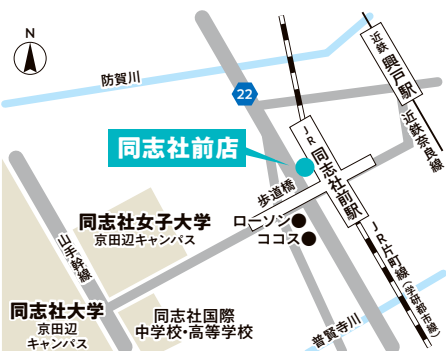 N
防賀川
22
近鉄 興戸駅
近鉄奈良線
同志社前店
JR 同志社前駅
歩道橋
同志社女子大学
京田辺キャンパス
ローソン
ココス
山手幹線
JR片町線(学研都市線)
同志社大学
京田辺
キャンパス
同志社国際
中学校・高等学校
普賢寺川